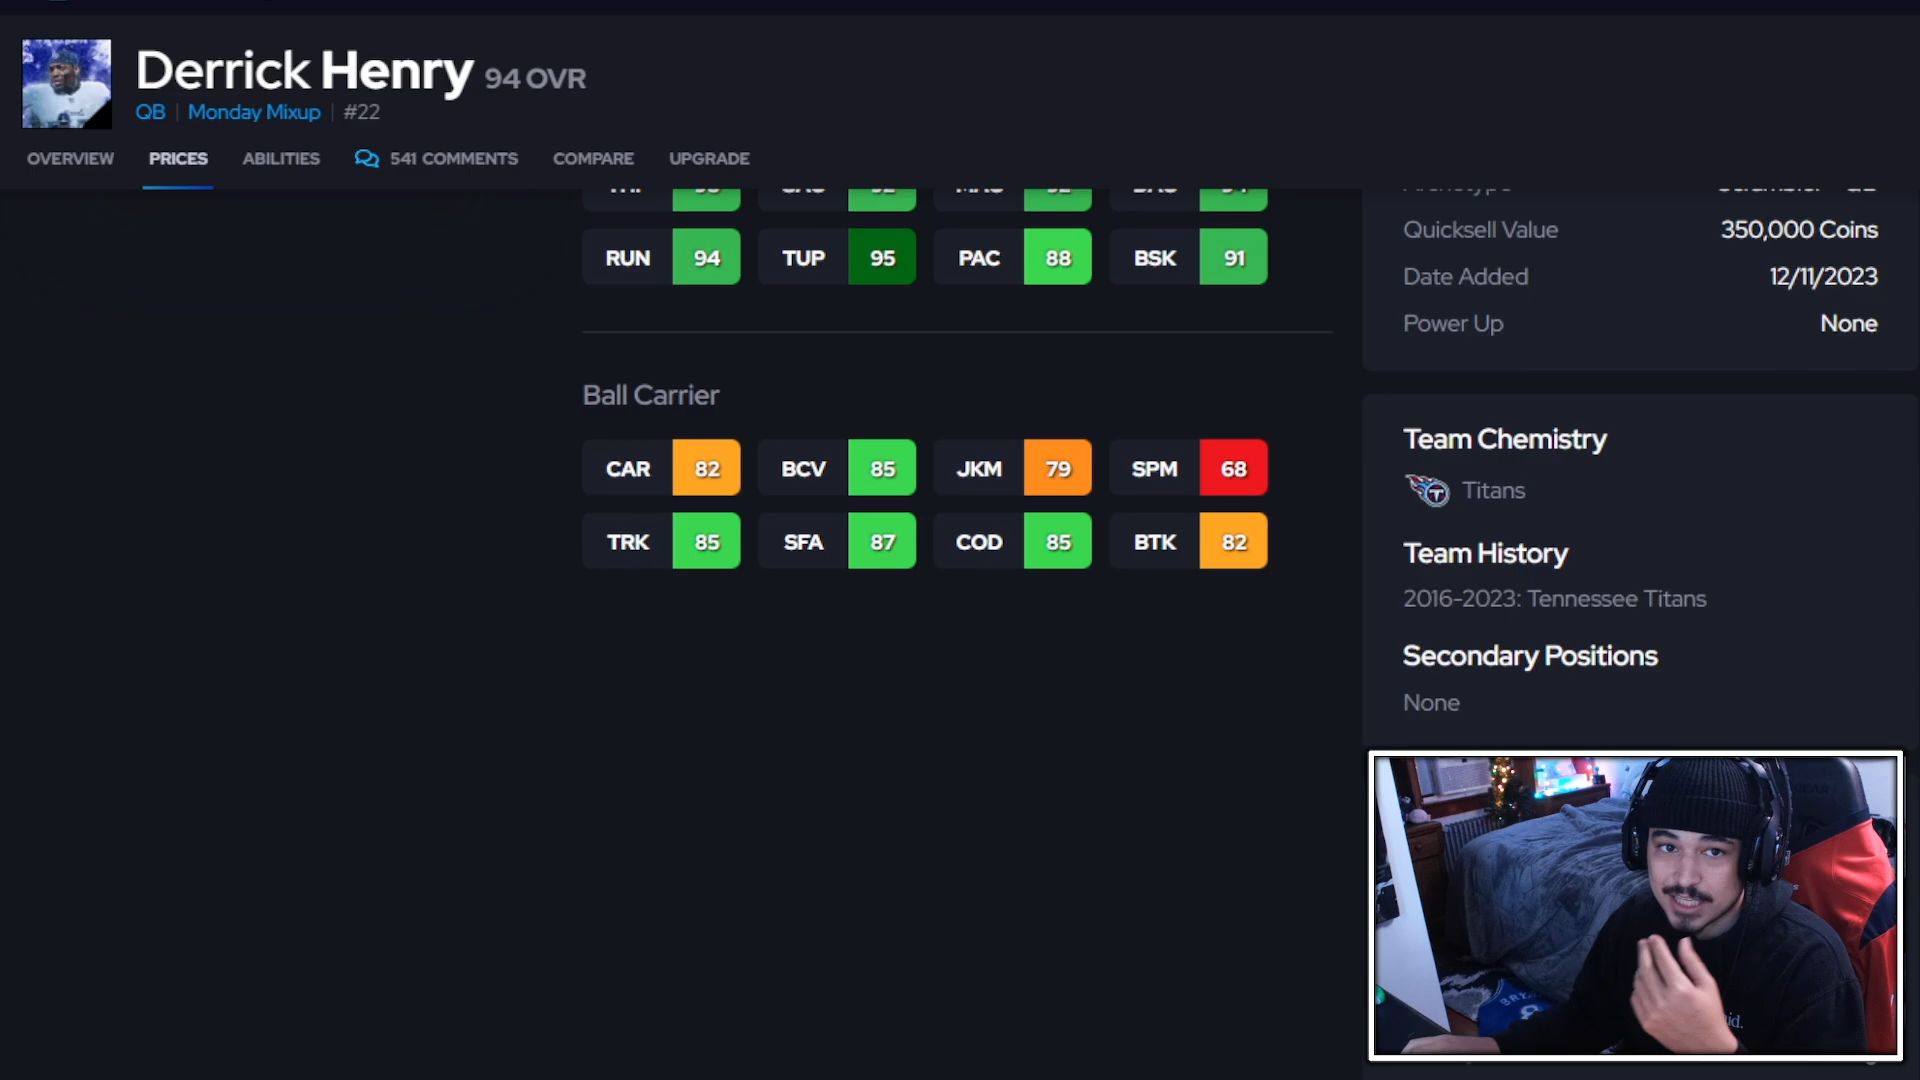 Derrick Henry 94 OVR
QB | Monday Mixup | #22
OVERVIEW PRICES ABILITIES 541 COMMENTS COMPARE UPGRADE
Quicksell Value 350,000 Coins
RUN 94 TUP 95 PAC 88 BSK 91
Date Added 12/11/2023
Power Up None
Ball Carrier
CAR 82 BCV 85 JKM 79 SPM 68
TRK 85 SFA 87 COD 85 BTK 82
Team Chemistry
Titans
Team History
2016-2023: Tennessee Titans
Secondary Positions
None